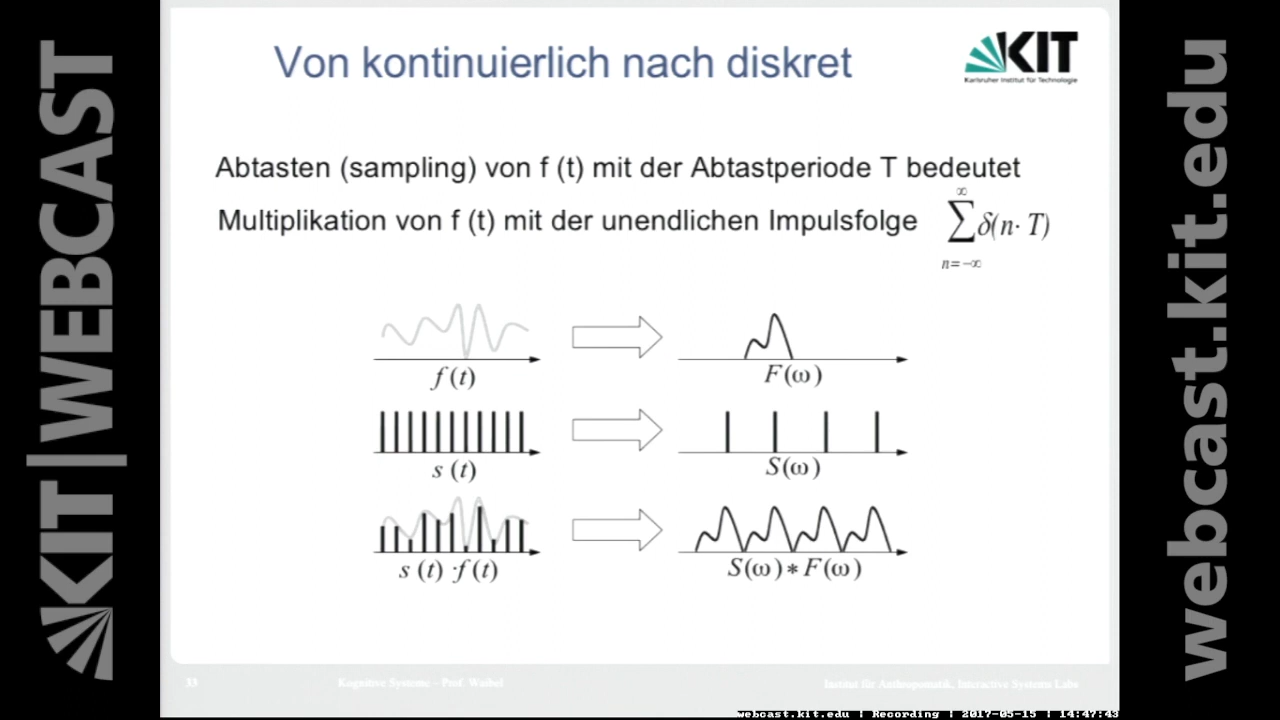 KIT|WEBCAST
Von kontinuierlich nach diskret
KIT
Karlsruher Institut für Technologie
Abtasten (sampling) von f (t) mit der Abtastperiode T bedeutet
Multiplikation von f (t) mit der unendlichen Impulsfolge
∞
∑δ(n· T)
n=−∞
f (t)
F(ω)
s (t)
S(ω)
s (t) ·f (t)
S(ω)∗F(ω)
33
Kognitive Systeme – Prof. Waibel
Institut für Anthropomatik, Interactive Systems Labs
webcast.kit.edu | Recording | 2017-05-15 | 14:47:43
webcast.kit.edu